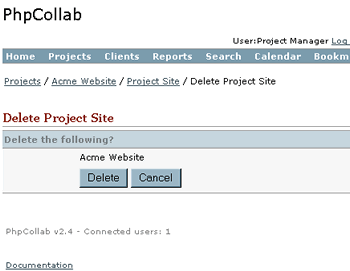 PhpCollab
User:Project Manager Log
Home Projects Clients Reports Search Calendar Bookm
Projects / Acme Website / Project Site / Delete Project Site
Delete Project Site
Delete the following?
Acme Website
Delete Cancel
PhpCollab v2.4 - Connected users: 1
Documentation